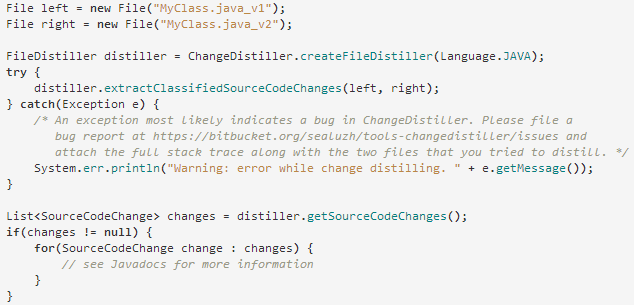 File left = new File("MyClass.java_v1");
File right = new File("MyClass.java_v2");

FileDistiller distiller = ChangeDistiller.createFileDistiller(Language.JAVA);
try {
    distiller.extractClassifiedSourceCodeChanges(left, right);
} catch(Exception e) {
    /* An exception most likely indicates a bug in ChangeDistiller. Please file a
       bug report at https://bitbucket.org/sealuzh/tools-changedistiller/issues and
       attach the full stack trace along with the two files that you tried to distill. */
    System.err.println("Warning: error while change distilling. " + e.getMessage());
}

List<SourceCodeChange> changes = distiller.getSourceCodeChanges();
if(changes != null) {
    for(SourceCodeChange change : changes) {
        // see Javadocs for more information
    }
}